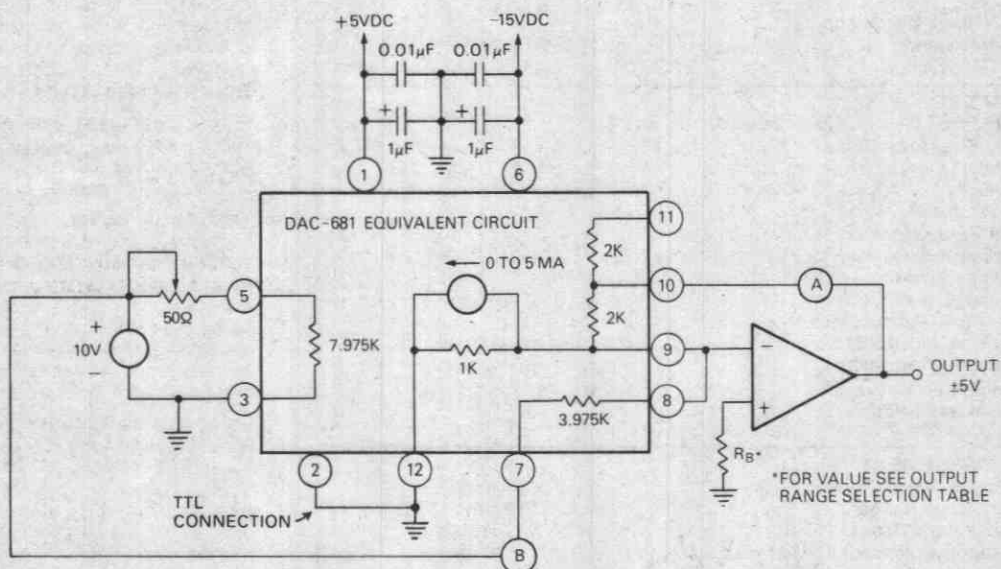 +5VDC
-15VDC
0.01µF
0.01µF
+
+
1µF
1µF
1
6
DAC-681 EQUIVALENT CIRCUIT
11
2K
0 TO 5 MA
10
A
5
50Ω
+
10V
-
7.975K
2K
1K
9
-
OUTPUT
±5V
3
3.975K
8
+
RB*
2
12
7
*FOR VALUE SEE OUTPUT
RANGE SELECTION TABLE
TTL
CONNECTION
B